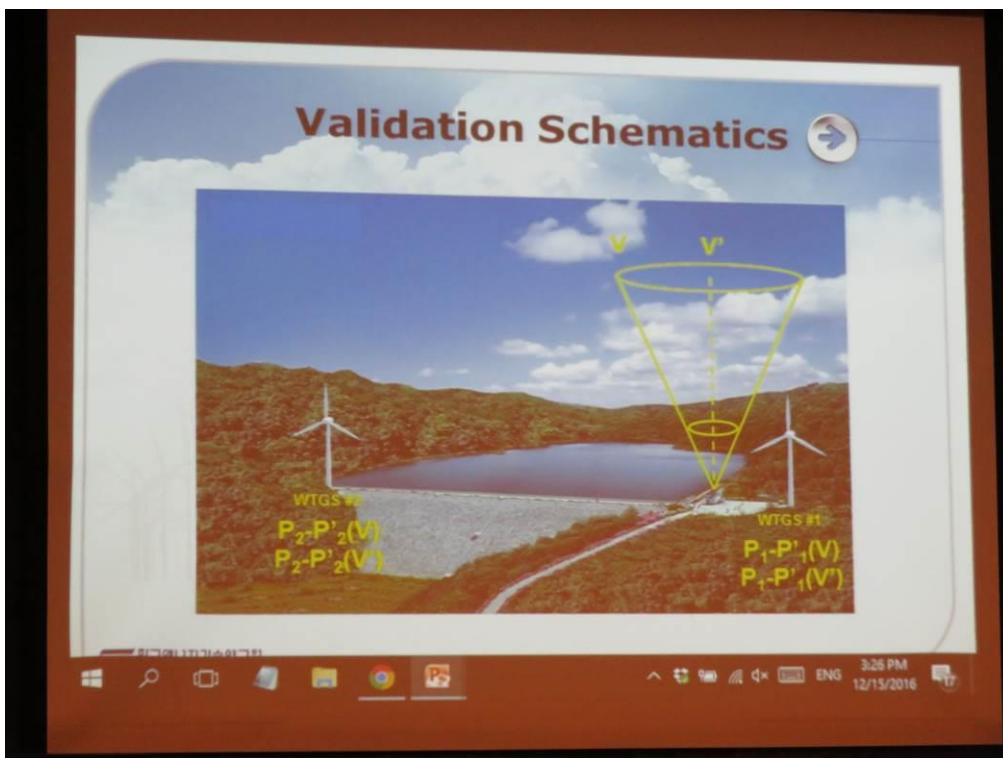 Validation Schematics
V V'
WTGS #2
P₂-P'₂(V)
P₂-P'₂(V')
WTGS #1
P₁-P'₁(V)
P₁-P'₁(V')
ENG
3:26 PM
12/15/2016
17